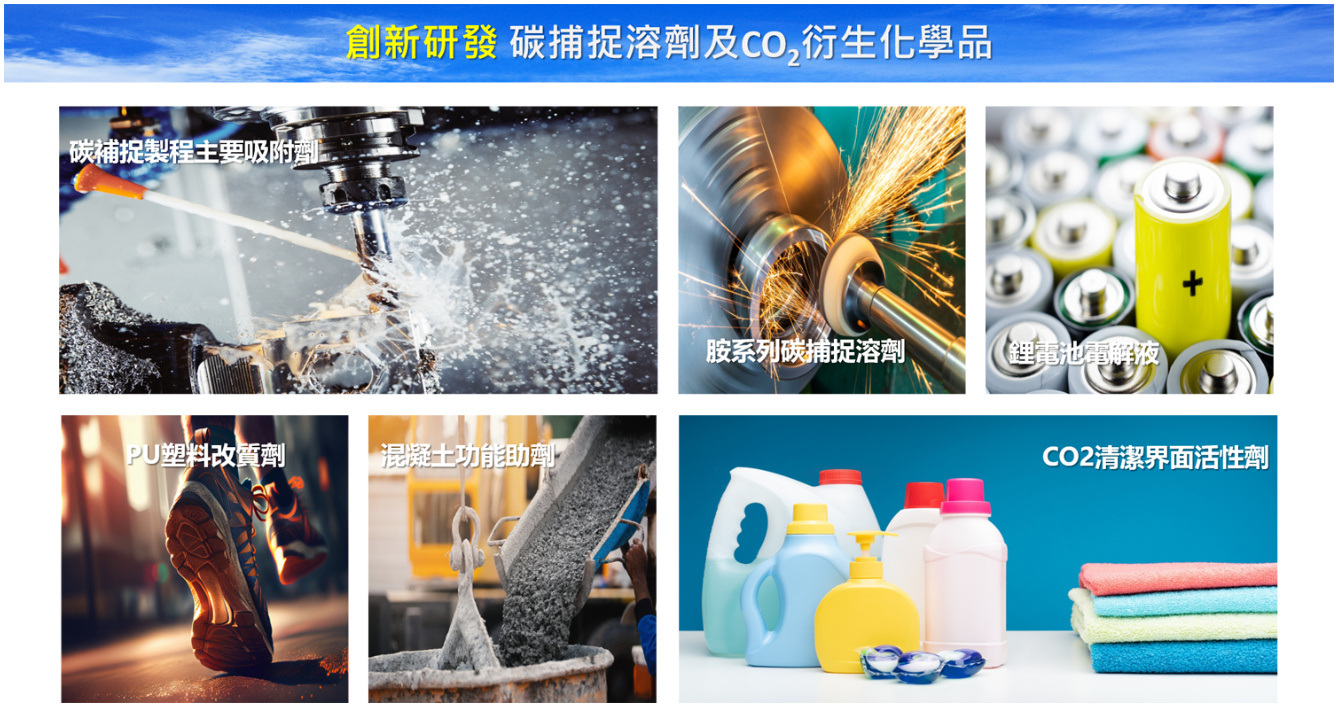 創新研發 碳捕捉溶劑及CO₂衍生化學品
碳補捉製程主要吸附劑
胺系列碳捕捉溶劑
鋰電池電解液
+
PU塑料改質劑
混凝土功能助劑
CO2清潔界面活性劑